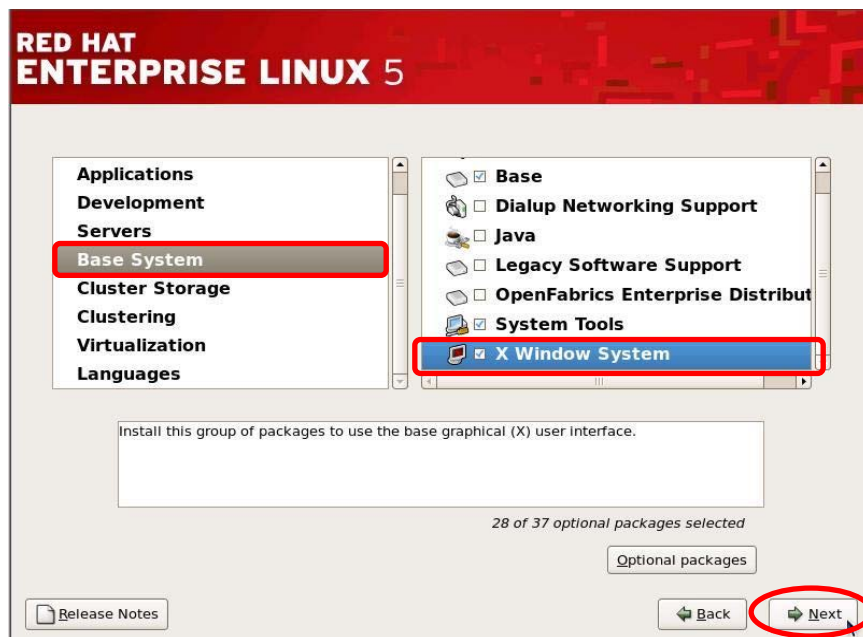 RED HAT
ENTERPRISE LINUX 5
Applications
Development
Servers
Base System
Cluster Storage
Clustering
Virtualization
Languages
Base
Dialup Networking Support
Java
Legacy Software Support
OpenFabrics Enterprise Distribut
System Tools
X Window System
Install this group of packages to use the base graphical (X) user interface.
28 of 37 optional packages selected
Optional packages
Release Notes
Back
Next